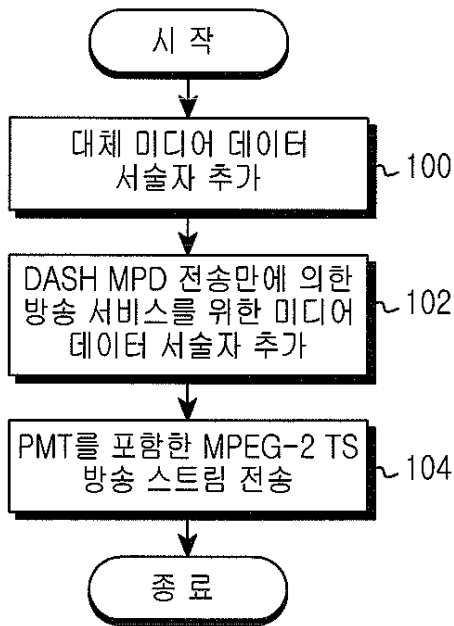 시 작
대체 미디어 데이터
서술자 추가
100
DASH MPD 전송만에 의한
방송 서비스를 위한 미디어
데이터 서술자 추가
102
PMT를 포함한 MPEG-2 TS
방송 스트림 전송
104
종 료